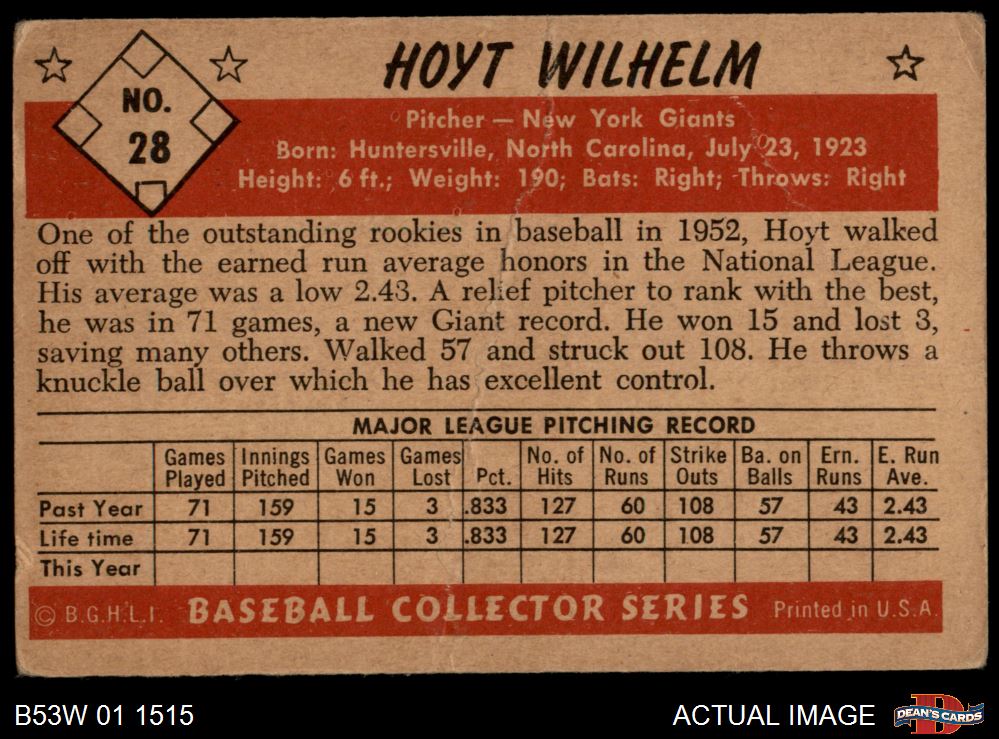 NO.
28
HOYT WILHELM
Pitcher — New York Giants
Born: Huntersville, North Carolina, July 23, 1923
Height: 6 ft.; Weight: 190; Bats: Right; Throws: Right
One of the outstanding rookies in baseball in 1952, Hoyt walked
off with the earned run average honors in the National League.
His average was a low 2.43. A relief pitcher to rank with the best,
he was in 71 games, a new Giant record. He won 15 and lost 3,
saving many others. Walked 57 and struck out 108. He throws a
knuckle ball over which he has excellent control.
MAJOR LEAGUE PITCHING RECORD
Games Played Innings Pitched Games Won Games Lost Pct. No. of Hits No. of Runs Strike Outs Ba. on Balls Ern. Runs E. Run Ave.
Past Year 71 159 15 3 .833 127 60 108 57 43 2.43
Life time 71 159 15 3 .833 127 60 108 57 43 2.43
This Year
© B.G.H.L.I. BASEBALL COLLECTOR SERIES Printed in U.S.A.
B53W 01 1515 ACTUAL IMAGE DEAN'S CARDS